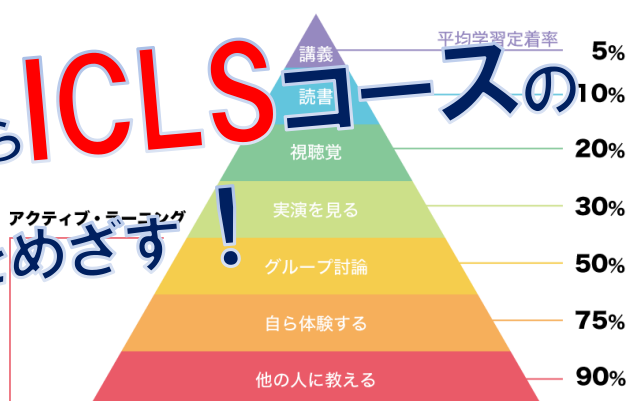 平均学習定着率
講義 5%
らICLSコースの
読書 10%
視聴覚 20%
実演を見る 30%
アクティブ・ラーニング
とめざす!
グループ討論 50%
自ら体験する 75%
他の人に教える 90%